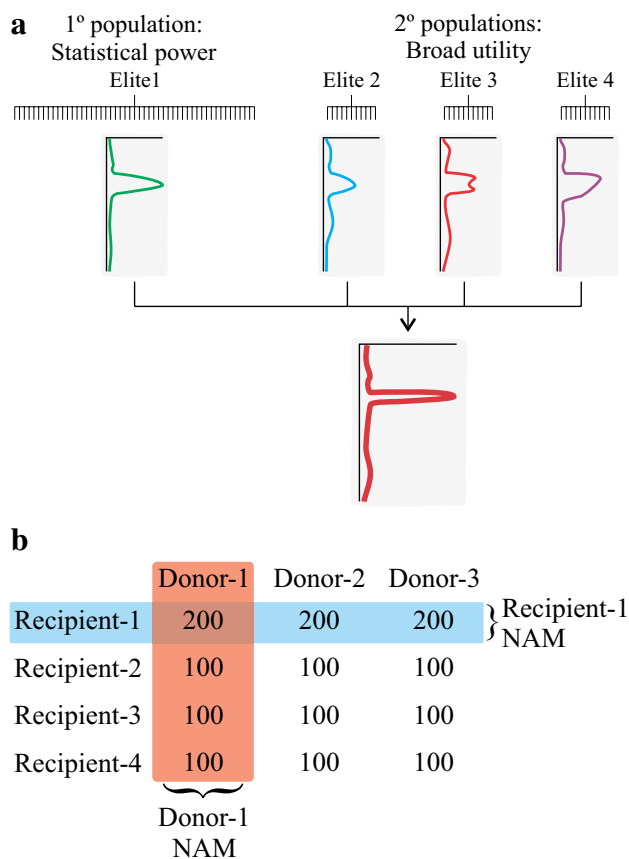 a
1º population:
Statistical power
2º populations:
Broad utility
Elite1
Elite 2
Elite 3
Elite 4
b
Donor-1 Donor-2 Donor-3
Recipient-1 200 200 200
Recipient-1
NAM
Recipient-2 100 100 100
Recipient-3 100 100 100
Recipient-4 100 100 100
Donor-1
NAM